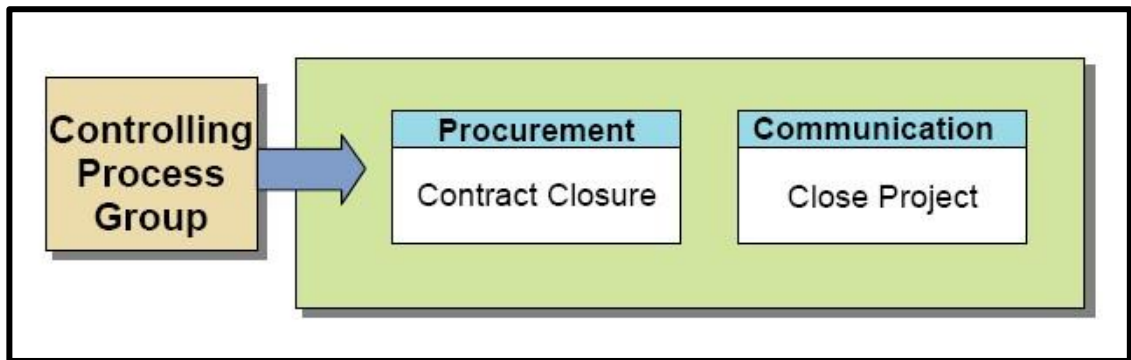 Controlling
Process
Group
Procurement
Contract Closure
Communication
Close Project